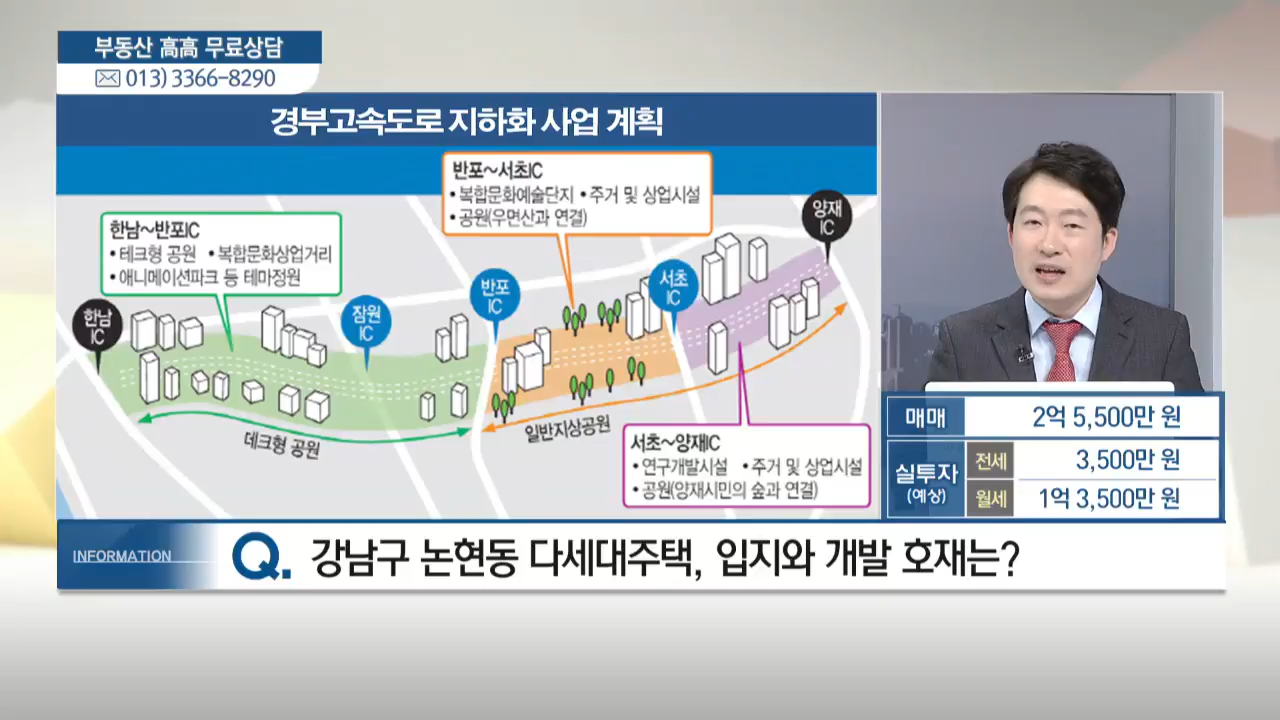 부동산 高高 무료상담
013) 3366-8290
경부고속도로 지하화 사업 계획
반포~서초IC
• 복합문화예술단지 • 주거 및 상업시설
• 공원(우면산과 연결)
한남~반포IC
• 테크형 공원 • 복합문화상업거리
• 애니메이션파크 등 테마정원
한남
IC
잠원
IC
반포
IC
서초
IC
양재
IC
데크형 공원
일반지상공원
서초~양재IC
• 연구개발시설 • 주거 및 상업시설
• 공원(양재시민의 숲과 연결)
매매 2억 5,500만 원
실투자
(예상)
전세 3,500만 원
월세 1억 3,500만 원
INFORMATION
Q. 강남구 논현동 다세대주택, 입지와 개발 호재는?